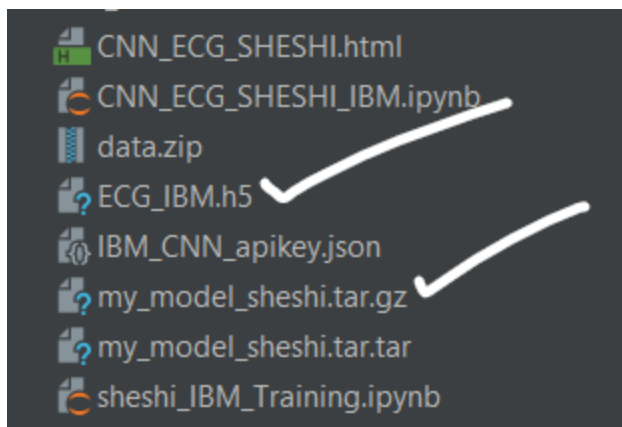 CNN_ECG_SHESHI.html
CNN_ECG_SHESHI_IBM.ipynb
data.zip
ECG_IBM.h5
IBM_CNN_apikey.json
my_model_sheshi.tar.gz
my_model_sheshi.tar.tar
sheshi_IBM_Training.ipynb